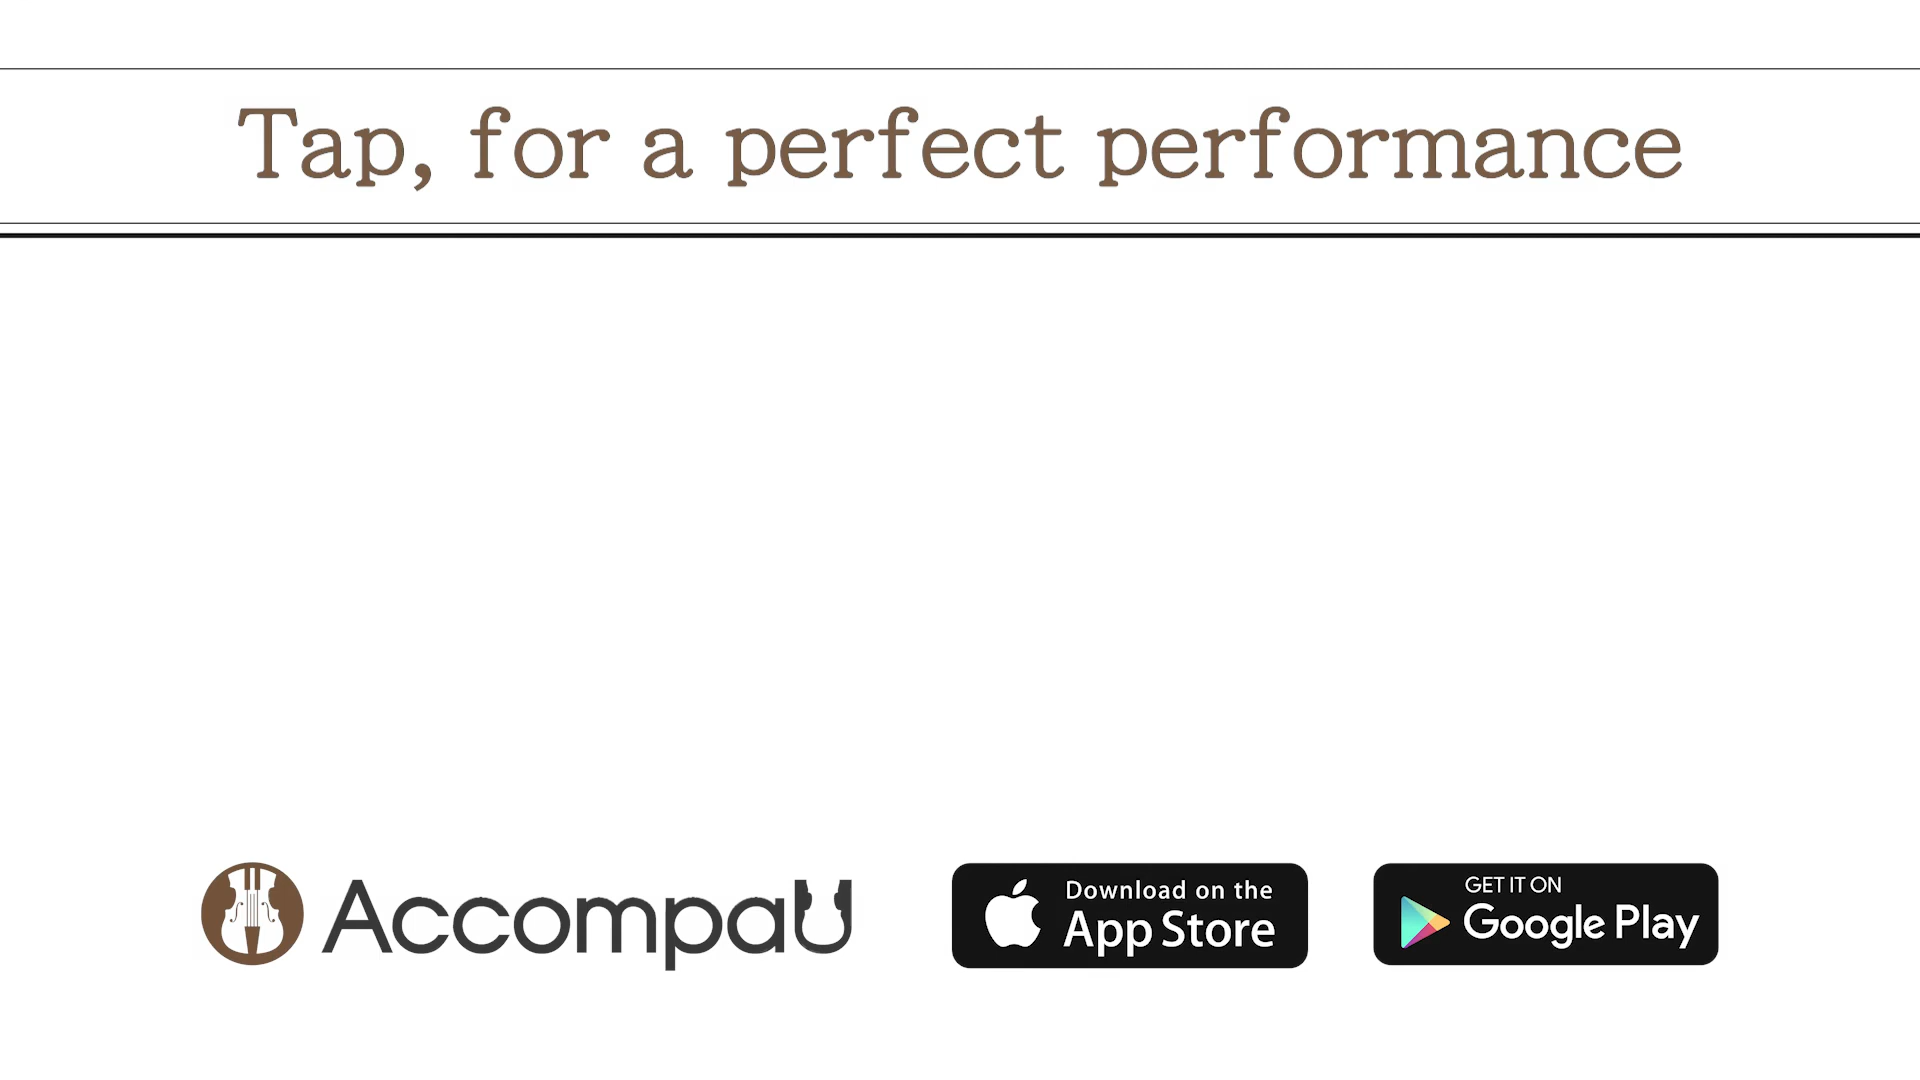 Tap, for a perfect performance
AccompaU
Download on the
App Store
GET IT ON
Google Play